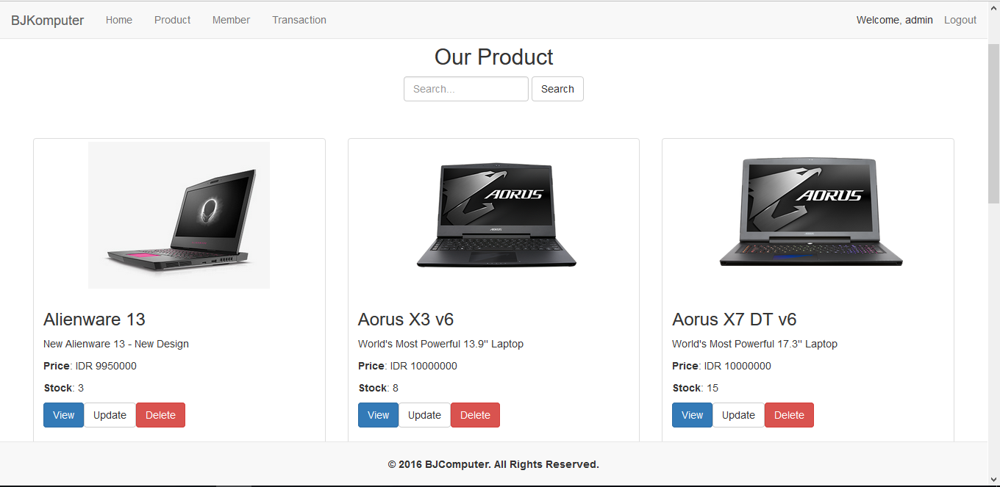 BJKomputer Home Product Member Transaction Welcome, admin Logout
Our Product
Search... Search
AORUS
AORUS
Alienware 13
New Alienware 13 - New Design
Price: IDR 9950000
Stock: 3
View Update Delete
Aorus X3 v6
World's Most Powerful 13.9" Laptop
Price: IDR 10000000
Stock: 8
View Update Delete
Aorus X7 DT v6
World's Most Powerful 17.3" Laptop
Price: IDR 10000000
Stock: 15
View Update Delete
© 2016 BJComputer. All Rights Reserved.